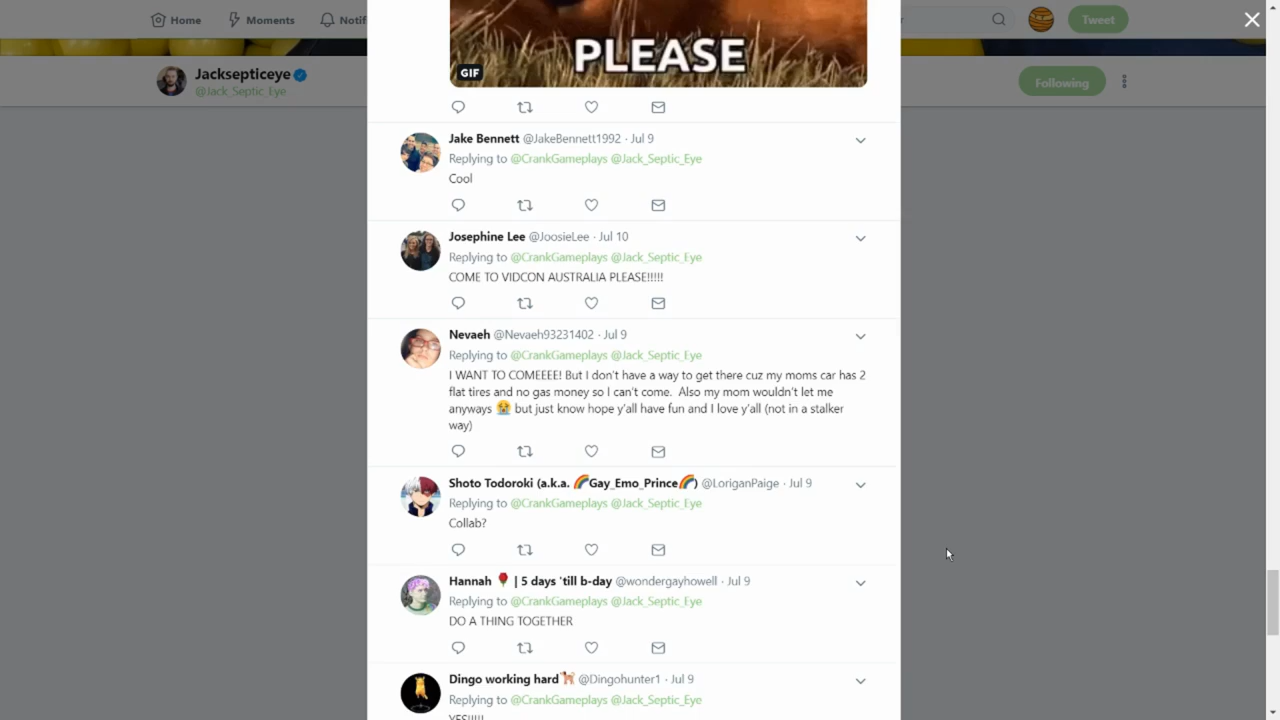 Home
Moments
Notif
Tweet
Jacksepticeye
@Jack_Septic_Eye
Following
PLEASE
GIF
Jake Bennett @JakeBennett1992 · Jul 9
Replying to @CrankGameplays @Jack_Septic_Eye
Cool
Josephine Lee @JoosieLee · Jul 10
Replying to @CrankGameplays @Jack_Septic_Eye
COME TO VIDCON AUSTRALIA PLEASE!!!!!
Nevaeh @Nevaeh93231402 · Jul 9
Replying to @CrankGameplays @Jack_Septic_Eye
I WANT TO COMEEEE! But I don't have a way to get there cuz my moms car has 2
flat tires and no gas money so I can't come. Also my mom wouldn't let me
anyways 😭 but just know hope y'all have fun and I love y'all (not in a stalker
way)
Shoto Todoroki (a.k.a. 🌈Gay_Emo_Prince🌈) @LoriganPaige · Jul 9
Replying to @CrankGameplays @Jack_Septic_Eye
Collab?
Hannah 🌹 | 5 days 'till b-day @wondergayhowell · Jul 9
Replying to @CrankGameplays @Jack_Septic_Eye
DO A THING TOGETHER
Dingo working hard🐕 @Dingohunter1 · Jul 9
Replying to @CrankGameplays @Jack_Septic_Eye
YES!!!!!